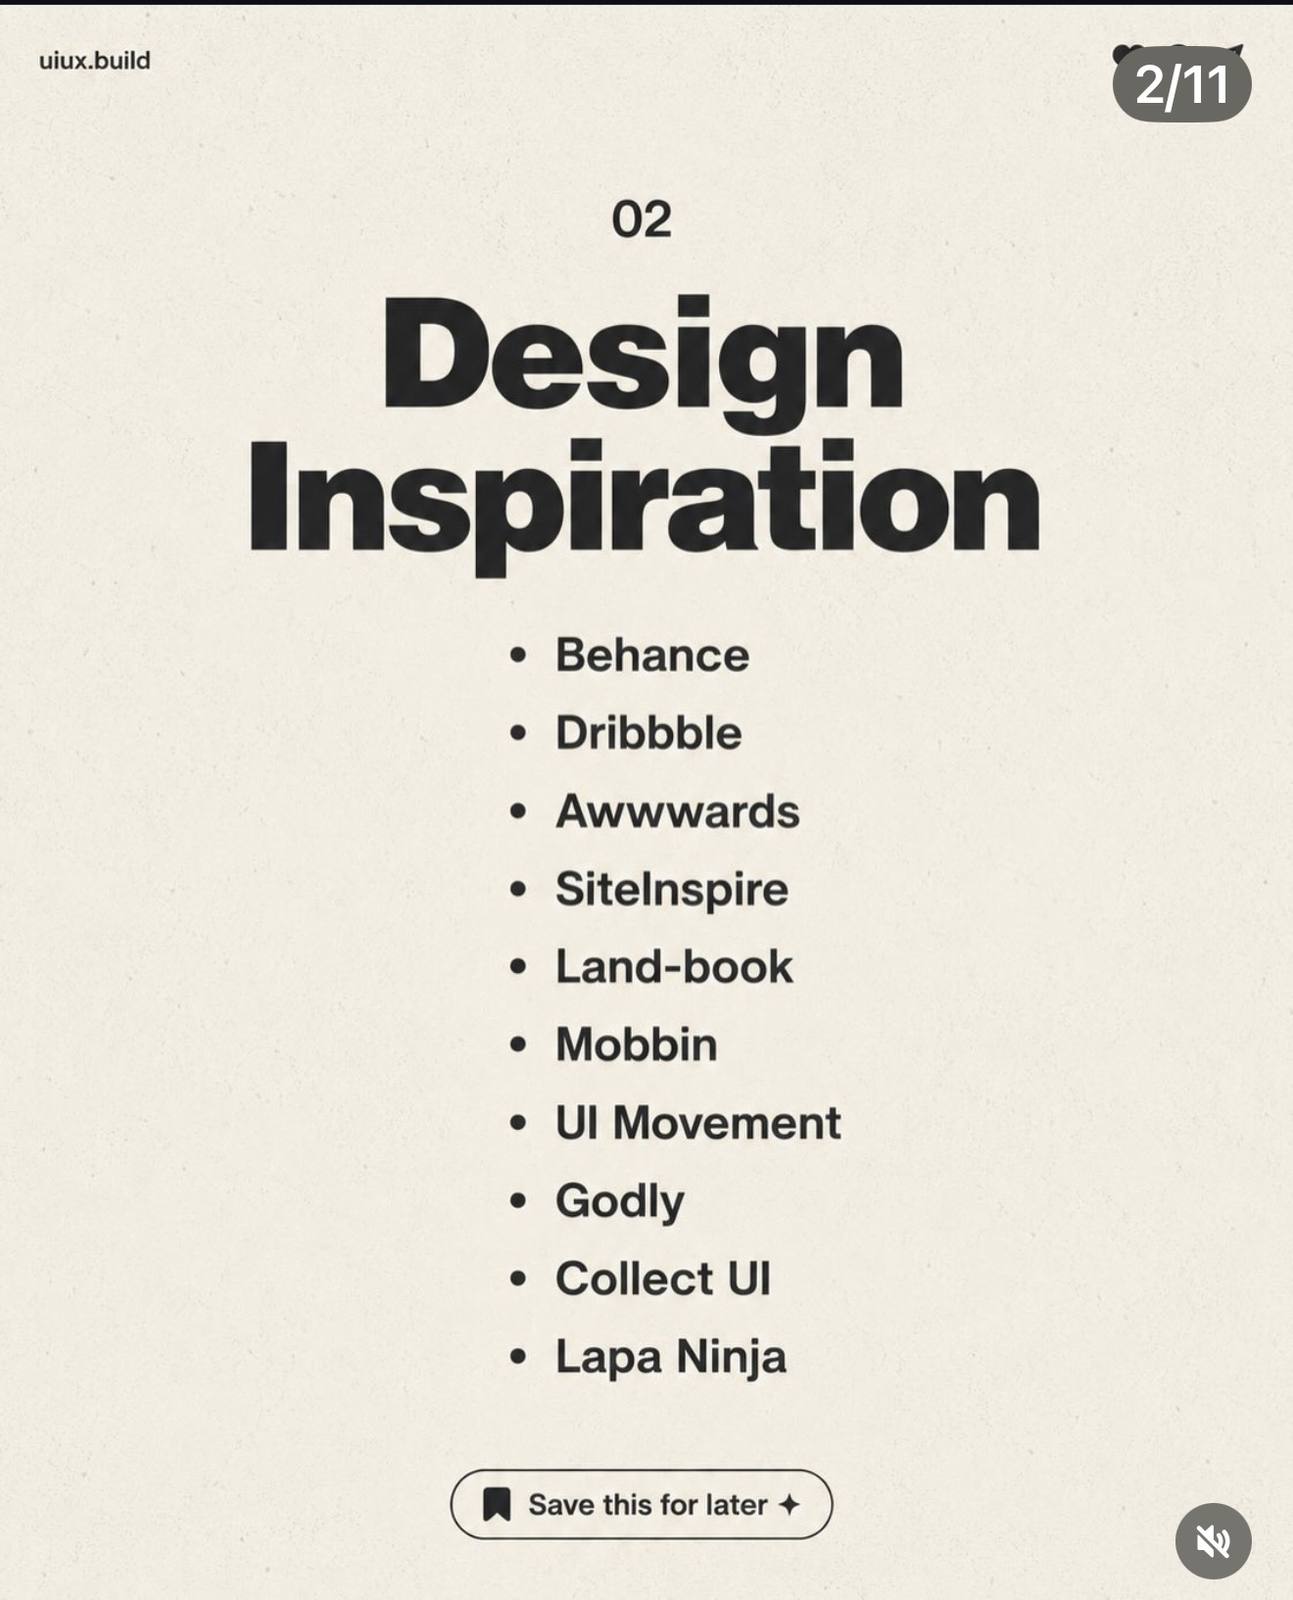 uiux.build
2/11
02
Design
Inspiration
• Behance
• Dribbble
• Awwwards
• SiteInspire
• Land-book
• Mobbin
• UI Movement
• Godly
• Collect UI
• Lapa Ninja
Save this for later